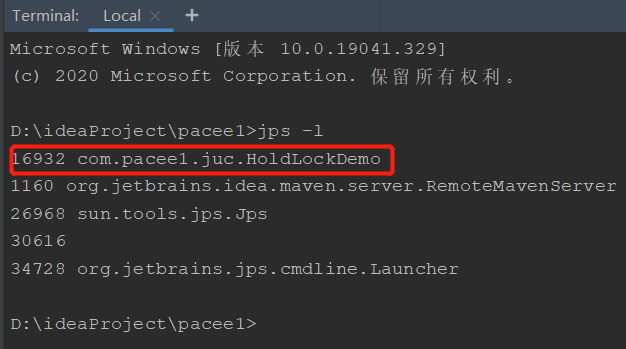 Terminal: Local × +
Microsoft Windows [版本 10.0.19041.329]
(c) 2020 Microsoft Corporation. 保留所有权利。
D:\ideaProject\pacee1>jps -l
16932 com.pacee1.juc.HoldLockDemo
1160 org.jetbrains.idea.maven.server.RemoteMavenServer
26968 sun.tools.jps.Jps
30616
34728 org.jetbrains.jps.cmdline.Launcher
D:\ideaProject\pacee1>